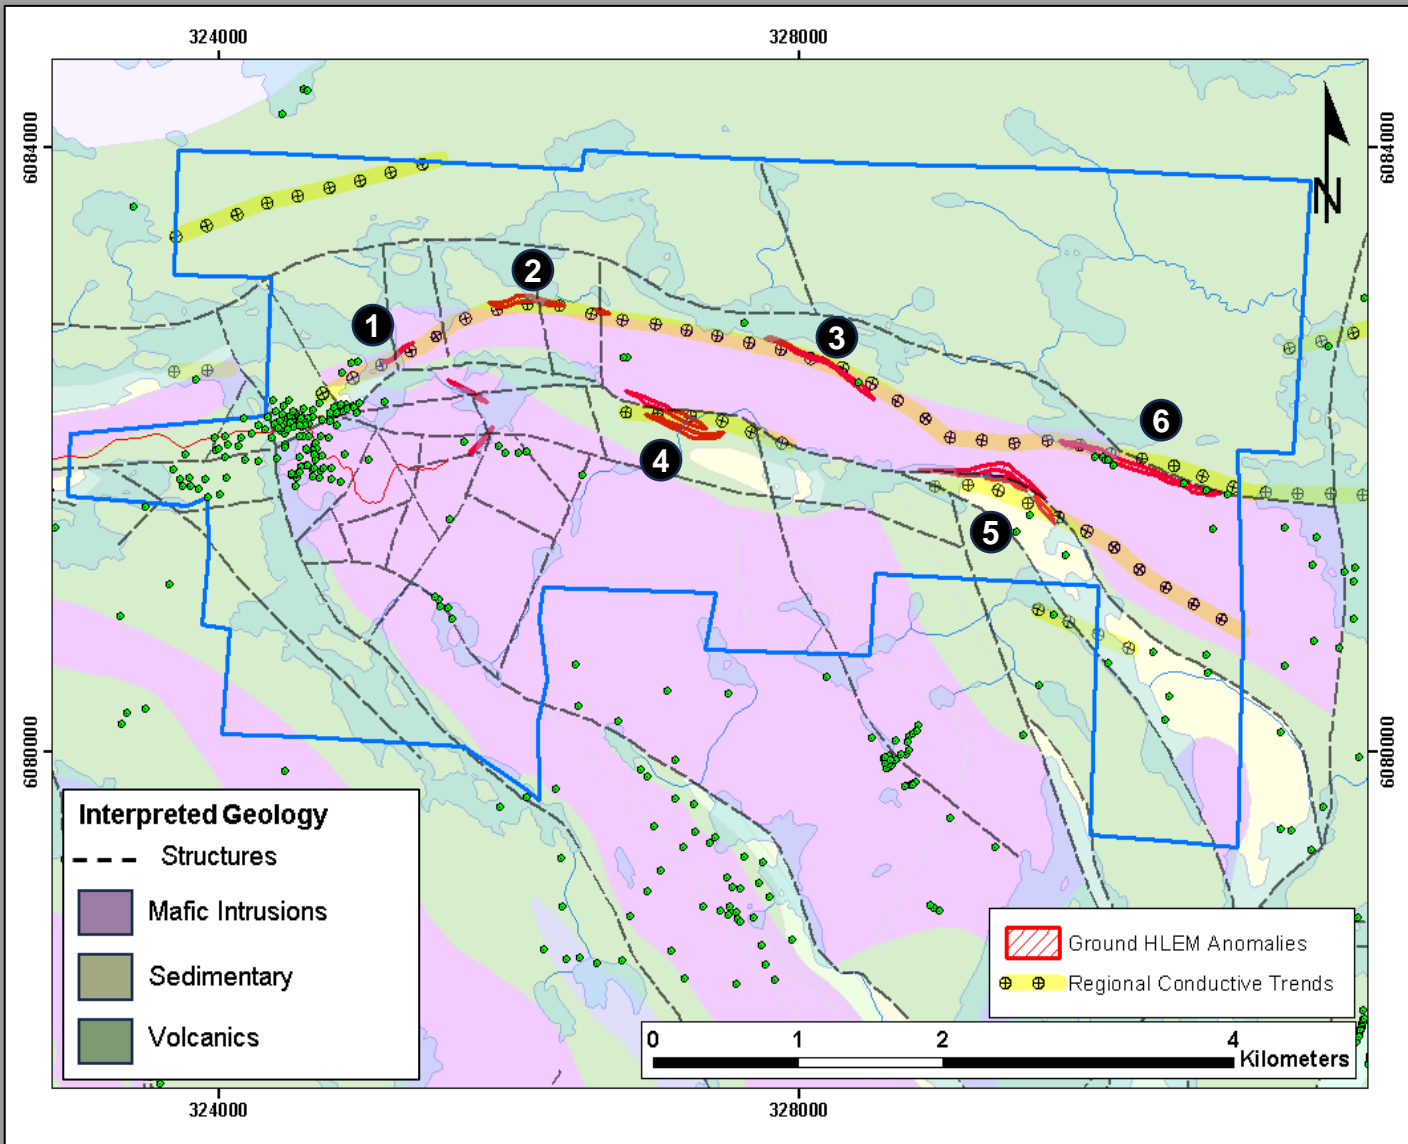 324000 328000
6084000 6084000
N
2
1
3
6
4
5
6080000 6080000
Interpreted Geology
Structures
Mafic Intrusions
Sedimentary
Volcanics
Ground HLEM Anomalies
Regional Conductive Trends
0 1 2 4
Kilometers
324000 328000